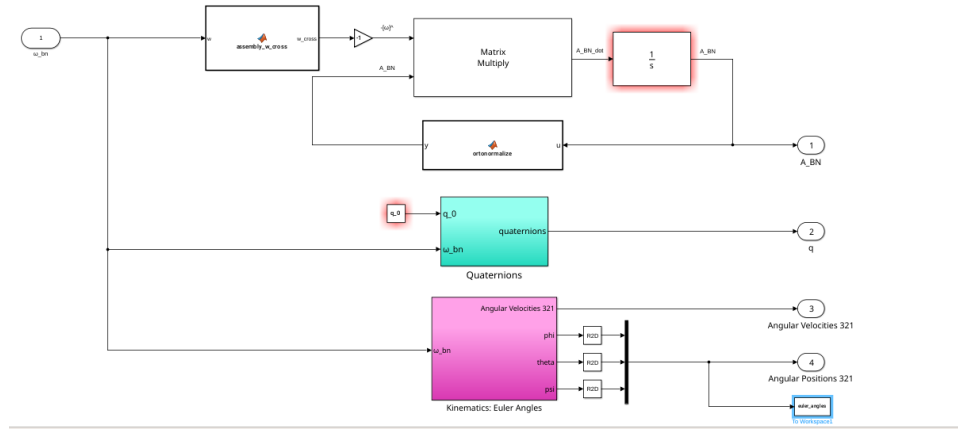 1
ω_bn
w
assembly_w_cross
w_cross
-1
-[ω]^
A_BN
Matrix
Multiply
A_BN_dot
1
s
A_BN
y
ortonormalize
u
1
A_BN
q_0
q_0
ω_bn
quaternions
Quaternions
2
q
Angular Velocities 321
ω_bn
phi
theta
psi
R2D
R2D
R2D
Kinematics: Euler Angles
3
Angular Velocities 321
4
Angular Positions 321
euler_angles
To Workspace1